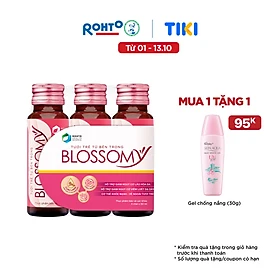 ROHTO
TIKI
Từ 01 - 13.10
MUA 1 TẶNG 1
95K
TUỔI TRẺ TỪ BÊN TRONG
BLOSSOMY
Gel chống nắng (30g)
* Kiểm tra quà tặng trong giỏ hàng
trước khi thanh toán
* Số lượng quà tặng/coupon có hạn